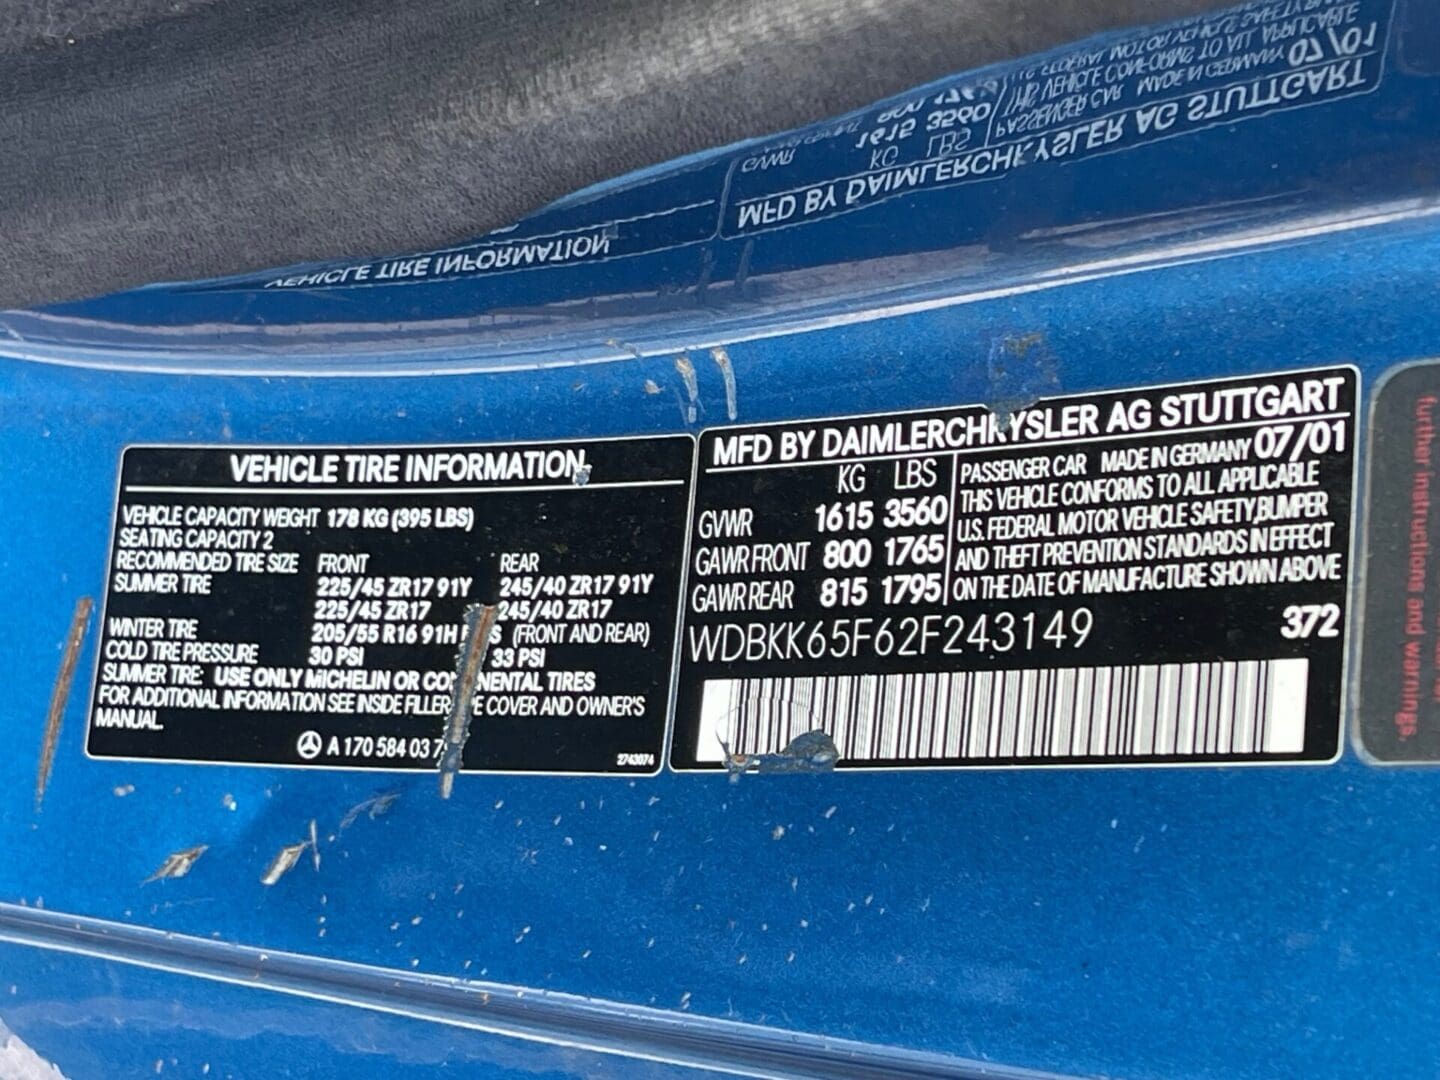 VEHICLE TIRE INFORMATION
VEHICLE CAPACITY WEIGHT 178 KG (395 LBS)
SEATING CAPACITY 2
RECOMMENDED TIRE SIZE FRONT REAR
SUMMER TIRE 225/45 ZR17 91Y 245/40 ZR17 91Y
225/45 ZR17 245/40 ZR17
WINTER TIRE 205/55 R16 91H (FRONT AND REAR)
COLD TIRE PRESSURE 30 PSI 33 PSI
SUMMER TIRE: USE ONLY MICHELIN OR TIRES
FOR ADDITIONAL INFORMATION SEE INSIDE COVER AND OWNER'S
MANUAL.
A 170 584 03
2743074
MFD BY DAIMLERCHRYSLER AG STUTTGART
KG LBS
GVWR 1615 3560
GAWR FRONT 800 1765
GAWR REAR 815 1795
PASSENGER CAR MADE IN GERMANY 07/01
THIS VEHICLE CONFORMS TO ALL APPLICABLE
U.S. FEDERAL MOTOR VEHICLE SAFETY,BUMPER
AND THEFT PREVENTION STANDARDS IN EFFECT
ON THE DATE OF MANUFACTURE SHOWN ABOVE
WDBKK65F62F243149 372
further instructions and warnings.